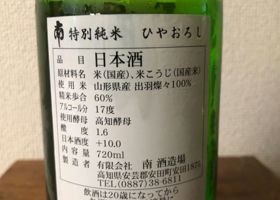 南 特別純米 ひやおろし
品目 日本酒
原材料名 米(国産)、米こうじ(国産)
使用米 山形県産 出羽燦々100%
精米歩合 60%
アルコール分 17度
使用酵母 高知酵母
酸度 1.6
日本酒度 +10.0
内容量 720ml
製造者 有限会社 南 酒造場
高知県安芸郡安田町安田1875
TEL(0887)38-6811
飲酒は20歳になってから